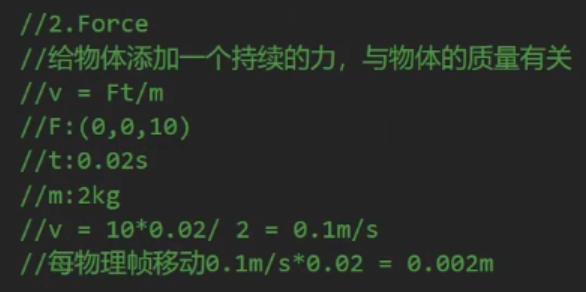 //2.Force
//给物体添加一个持续的力，与物体的质量有关
//v = Ft/m
//F:(0,0,10)
//t:0.02s
//m:2kg
//v = 10*0.02/ 2 = 0.1m/s
//每物理帧移动0.1m/s*0.02 = 0.002m